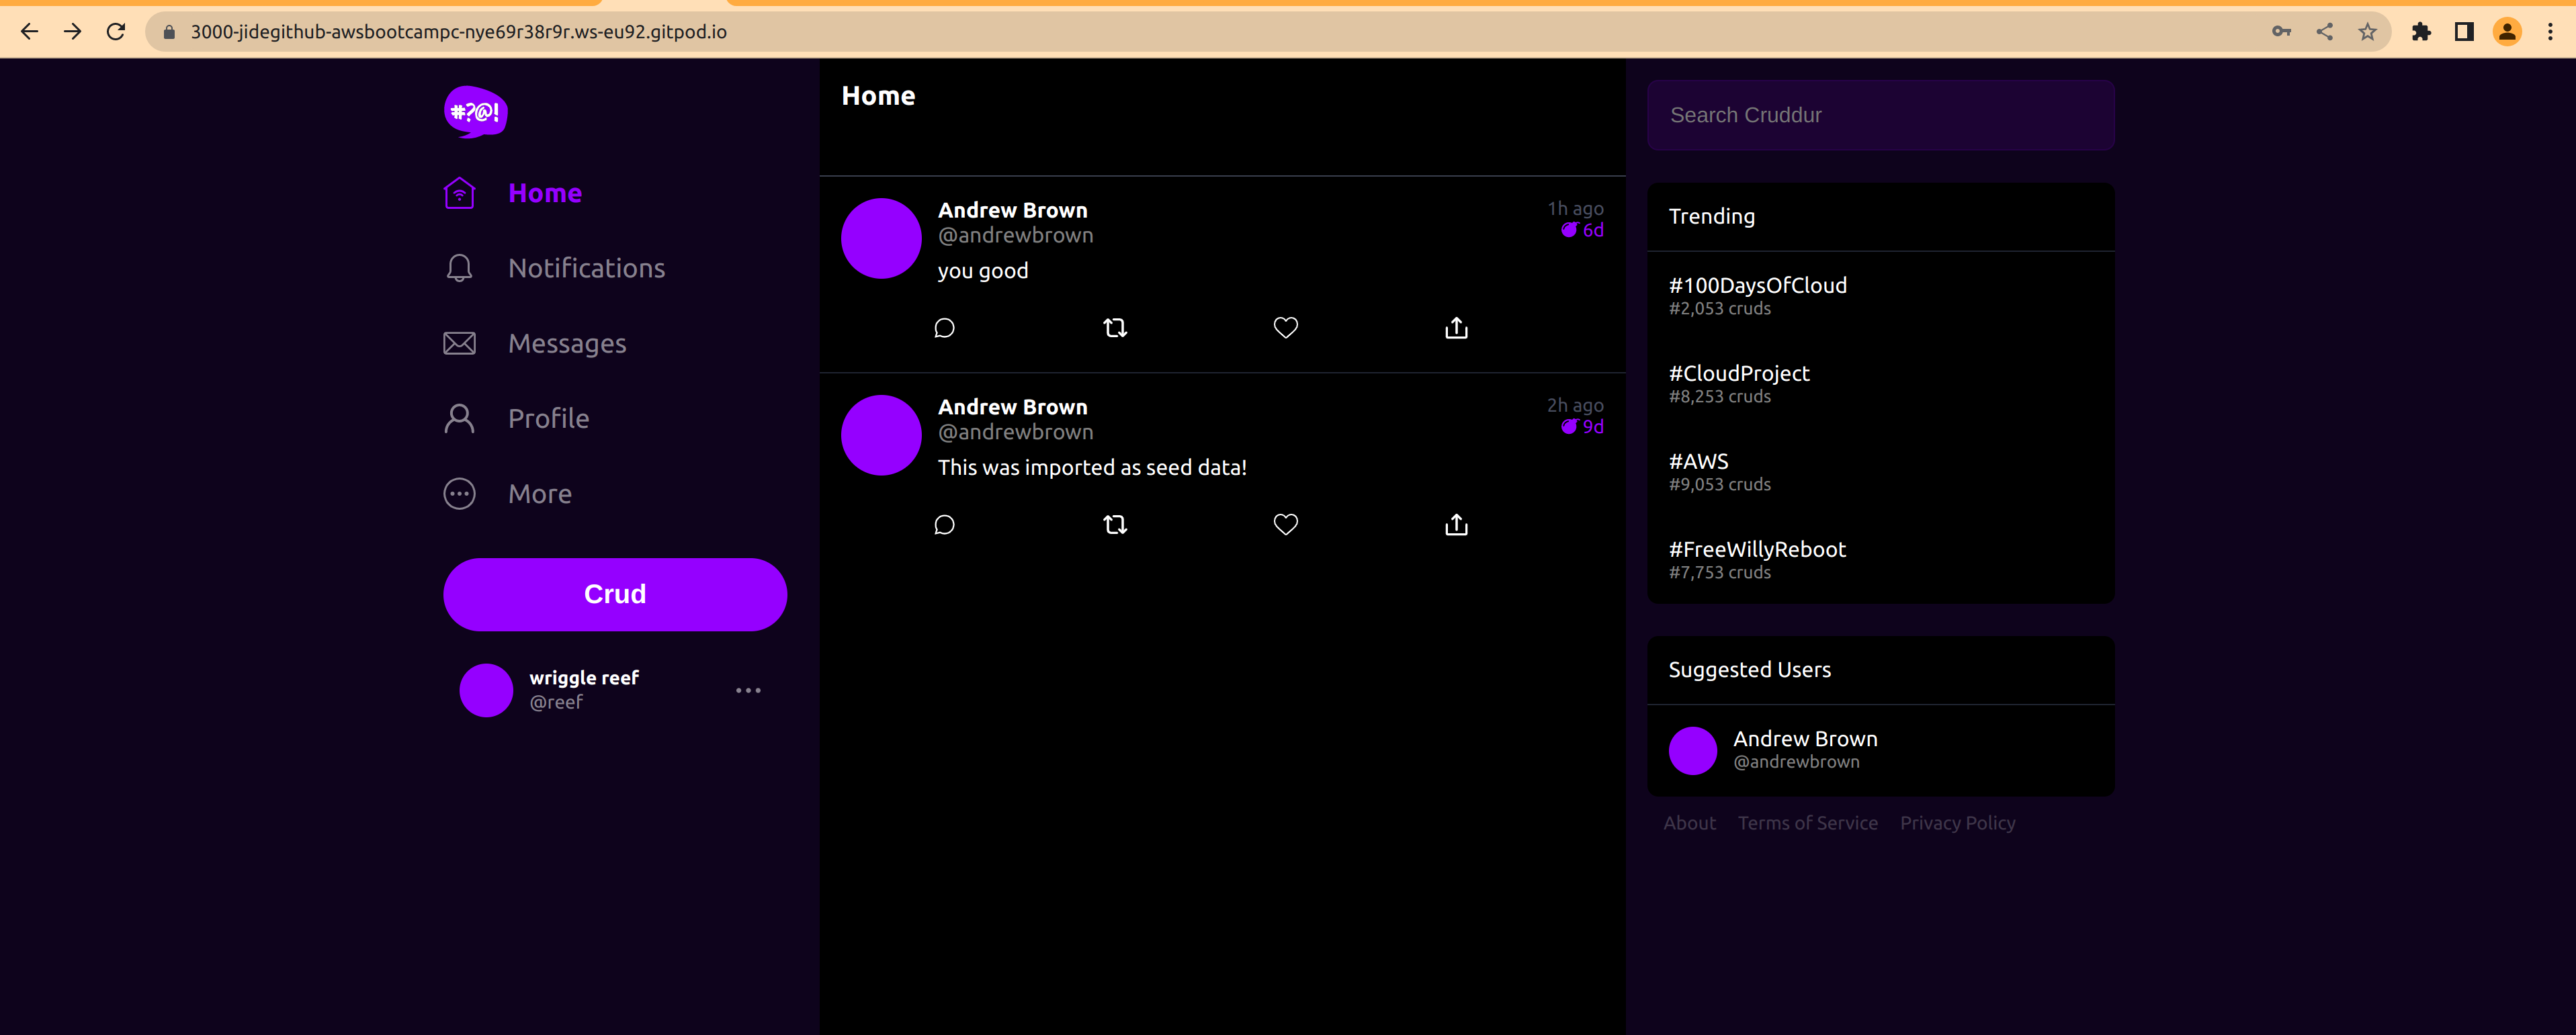 3000-jidegithub-awsbootcampc-nye69r38r9r.ws-eu92.gitpod.io
#?@!
Home
Notifications
Messages
Profile
More
Crud
wriggle reef
@reef
Home
Andrew Brown
1h ago
@andrewbrown
6d
you good
Andrew Brown
2h ago
@andrewbrown
9d
This was imported as seed data!
Search Cruddur
Trending
#100DaysOfCloud
#2,053 cruds
#CloudProject
#8,253 cruds
#AWS
#9,053 cruds
#FreeWillyReboot
#7,753 cruds
Suggested Users
Andrew Brown
@andrewbrown
About Terms of Service Privacy Policy